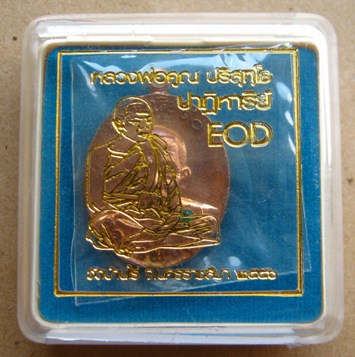 หลวงพ่อคูณ ปริสุทฺโธ
ปาฏิหาริย์
EOD
วัดบ้านไร่ จ.นครราชสีมา ๒๕๕๖